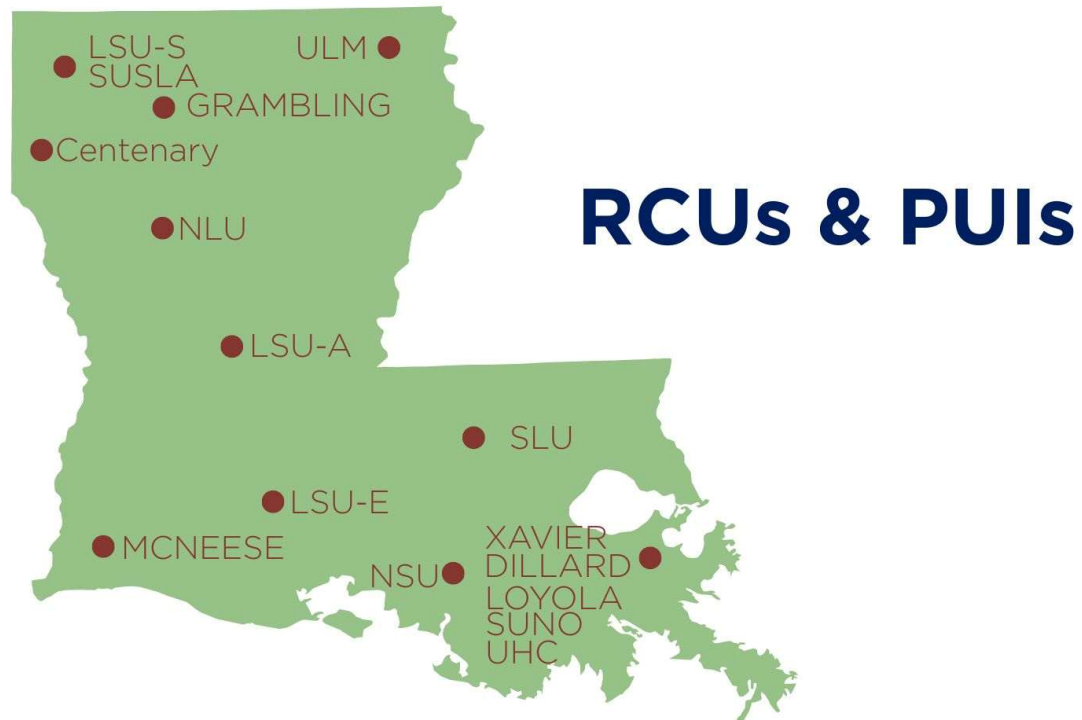 LSU-S
SUSLA
ULM
GRAMBLING
Centenary
NLU
RCUs & PUIs
LSU-A
SLU
LSU-E
MCNEESE
NSU
XAVIER
DILLARD
LOYOLA
SUNO
UHC